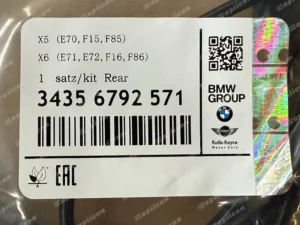 X5 (E70,F15,F85)
X6 (E71,E72,F16,F86)
1 satz/kit Rear
3435 6792 571
BMW
GROUP
Rolls-Royce
Motor Cars
EAC